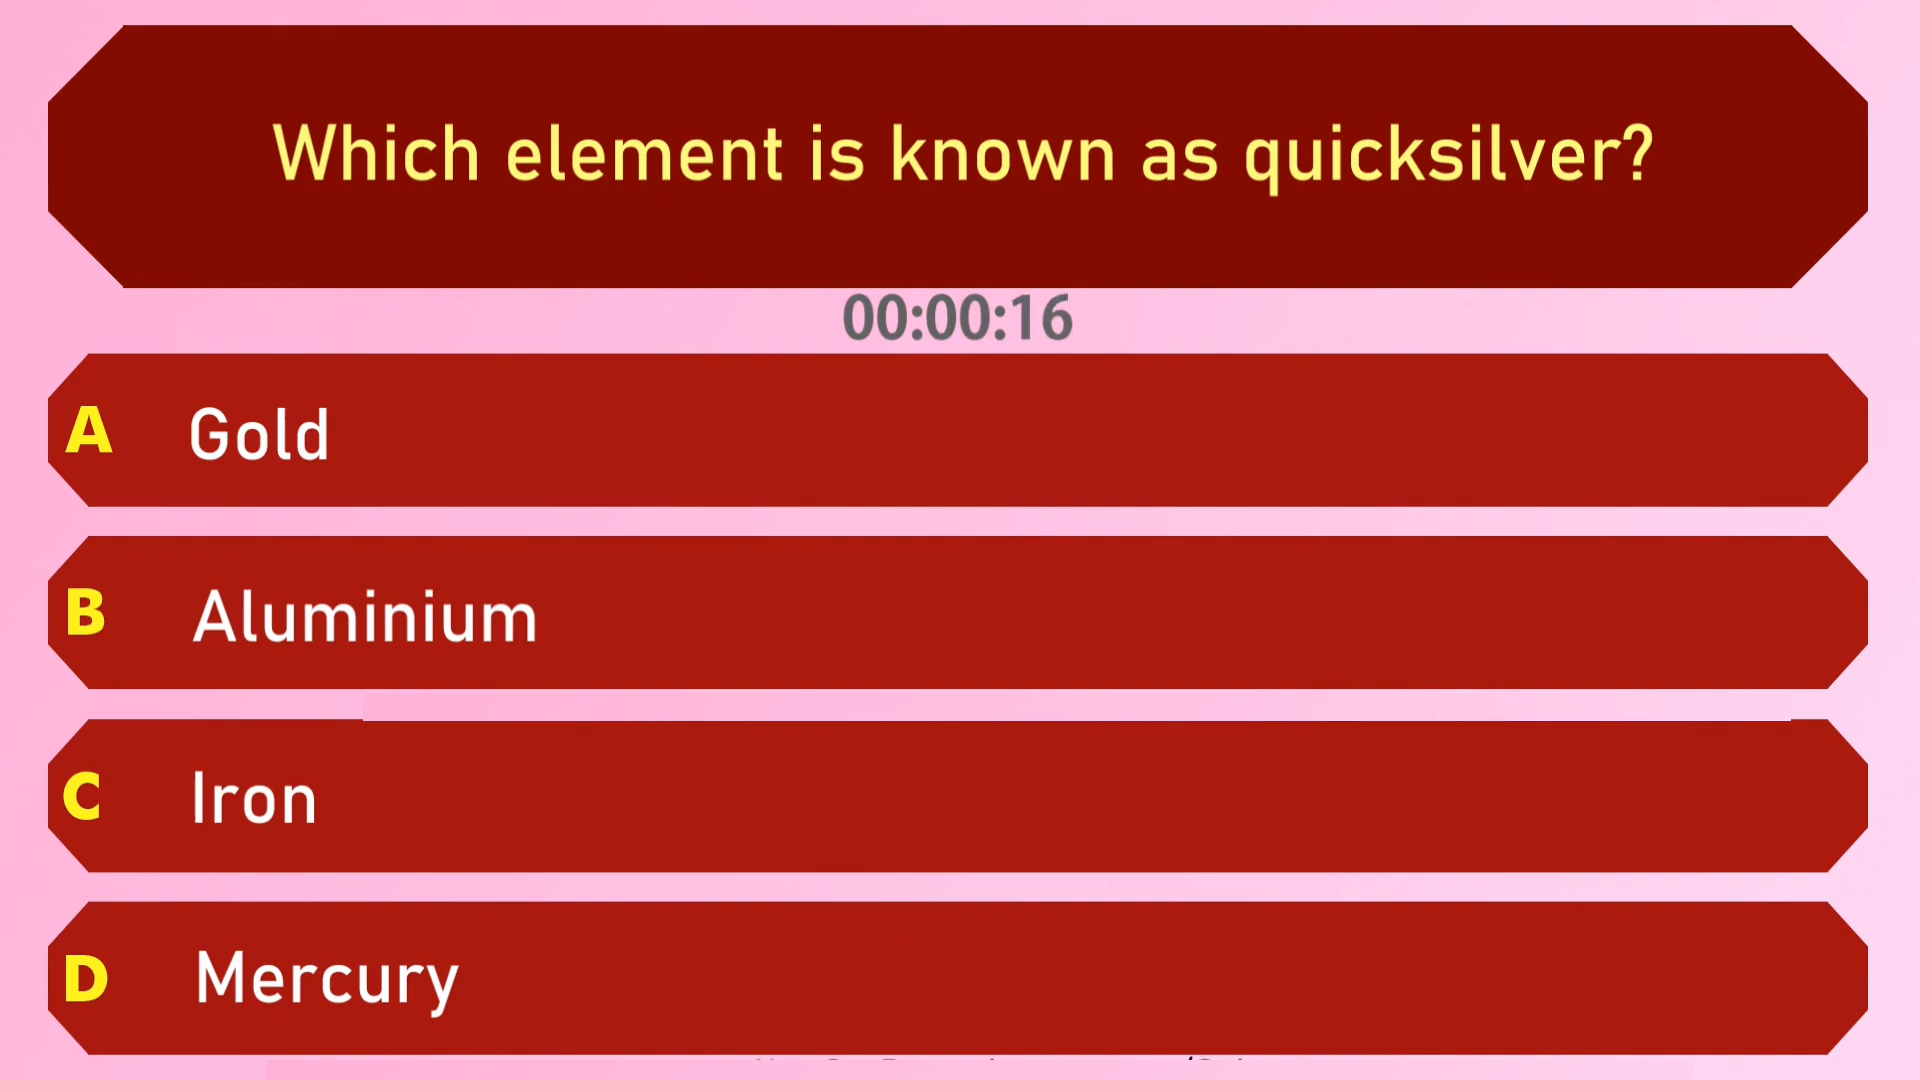 Which element is known as quicksilver?
00:00:16
A Gold
B Aluminium
C Iron
D Mercury